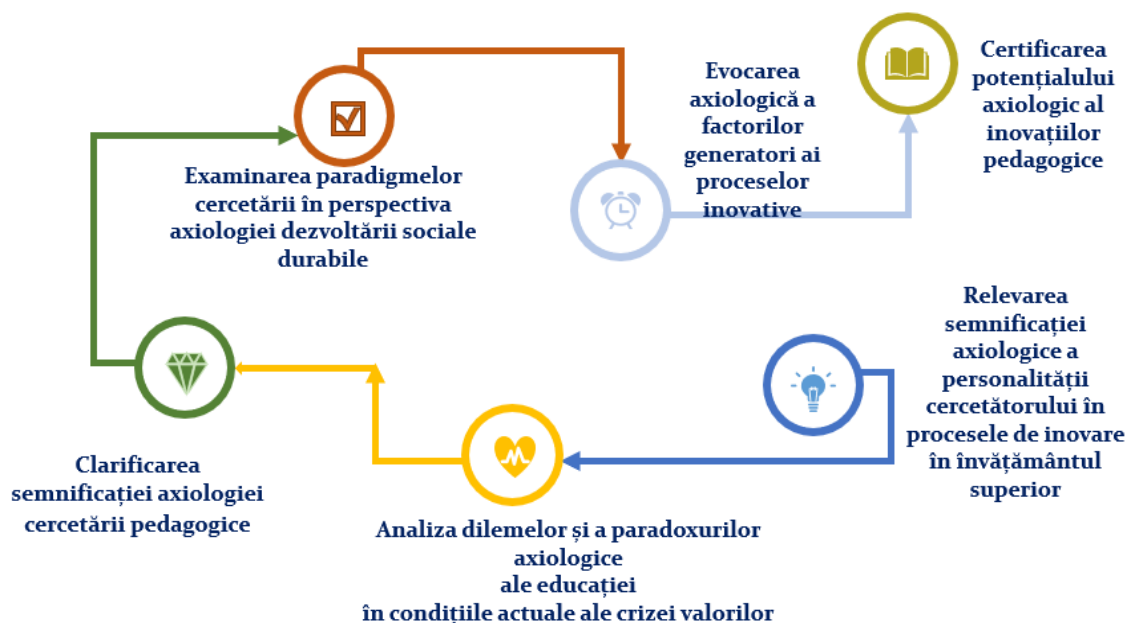 Examinarea paradigmelor
cercetării în perspectiva
axiologiei dezvoltării sociale
durabile
Evocarea
axiologică a
factorilor
generatori ai
proceselor
inovative
Certificarea
potențialului
axiologic al
inovațiilor
pedagogice
Clarificarea
semnificației axiologiei
cercetării pedagogice
Analiza dilemelor și a paradoxurilor
axiologice
ale educației
în condițiile actuale ale crizei valorilor
Relevarea
semnificației
axiologice a
personalității
cercetătorului în
procesele de inovare
în învățământul
superior